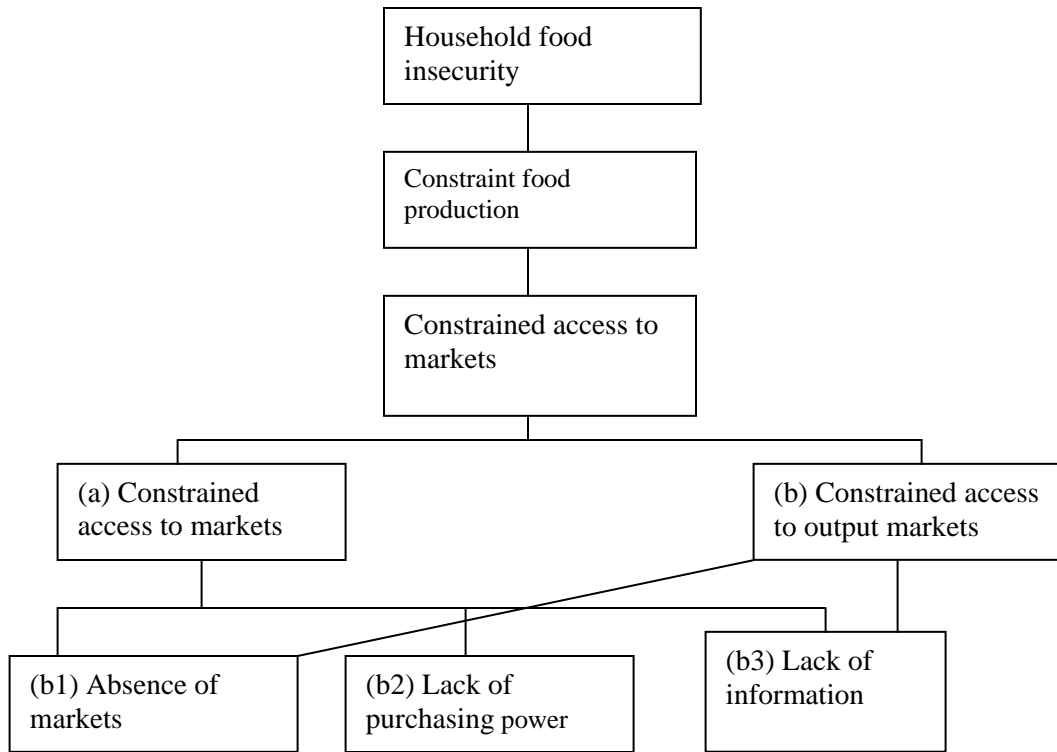 Household food
insecurity
Constraint food
production
Constrained access to
markets
(a) Constrained
access to markets
(b) Constrained access
to output markets
(b1) Absence of
markets
(b2) Lack of
purchasing power
(b3) Lack of
information